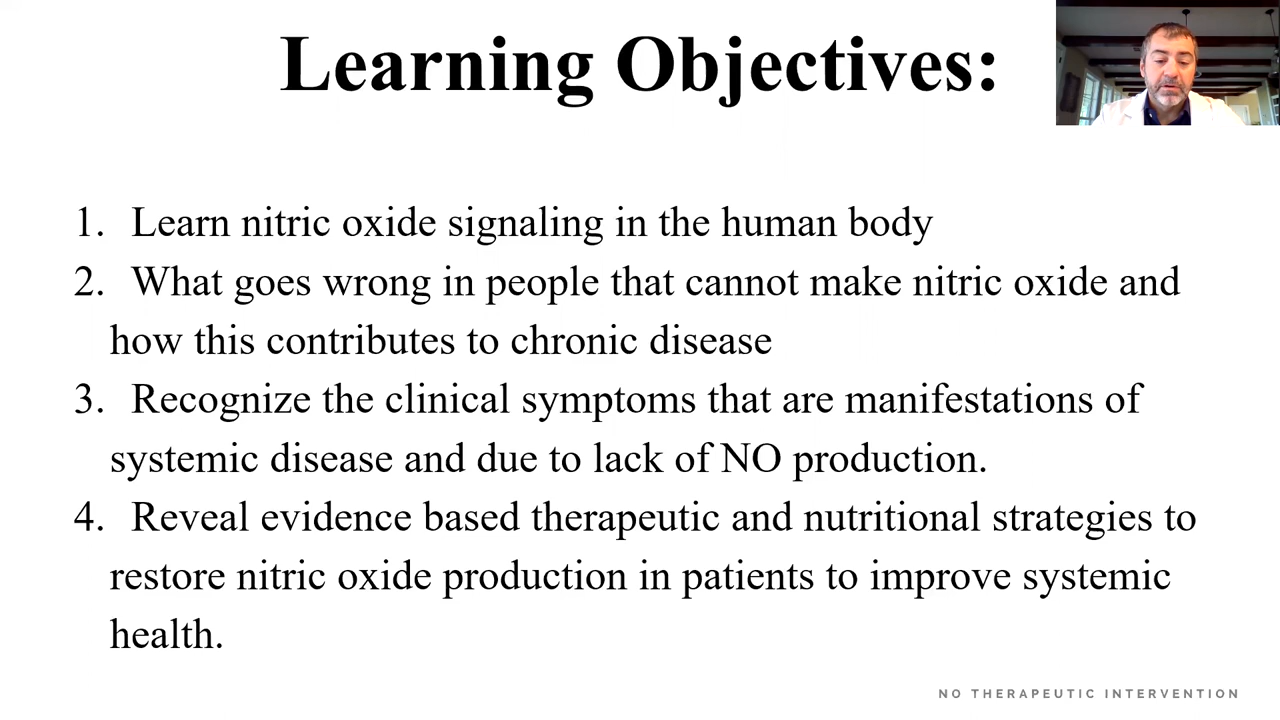 Learning Objectives:
1. Learn nitric oxide signaling in the human body
2. What goes wrong in people that cannot make nitric oxide and
how this contributes to chronic disease
3. Recognize the clinical symptoms that are manifestations of
systemic disease and due to lack of NO production.
4. Reveal evidence based therapeutic and nutritional strategies to
restore nitric oxide production in patients to improve systemic
health.
NO THERAPEUTIC INTERVENTION